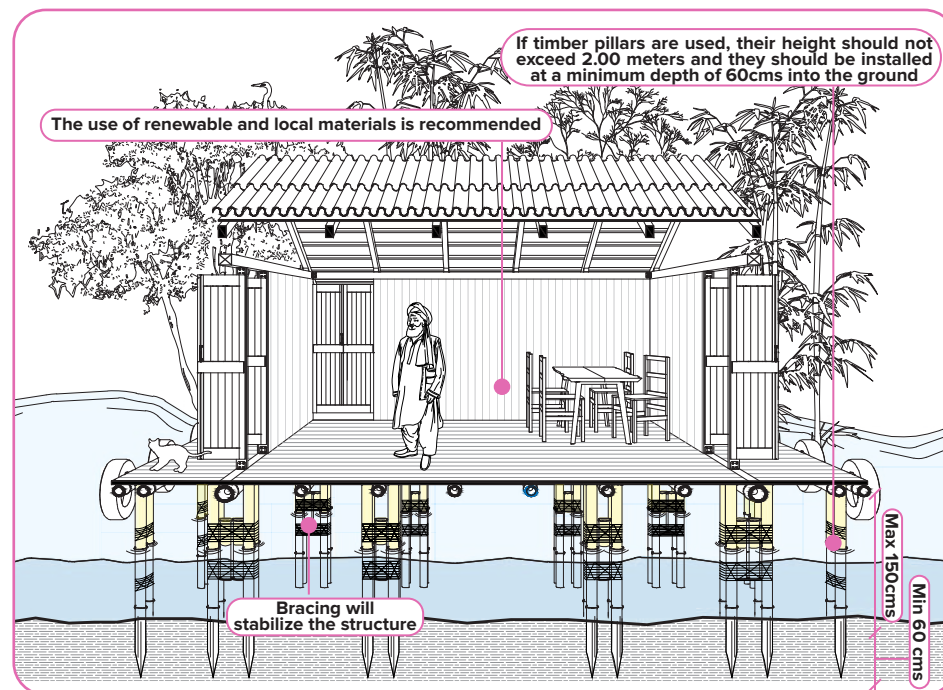 If timber pillars are used, their height should not
exceed 2.00 meters and they should be installed
at a minimum depth of 60cms into the ground
The use of renewable and local materials is recommended
Bracing will
stabilize the structure
Max 150cms
Min 60 cms